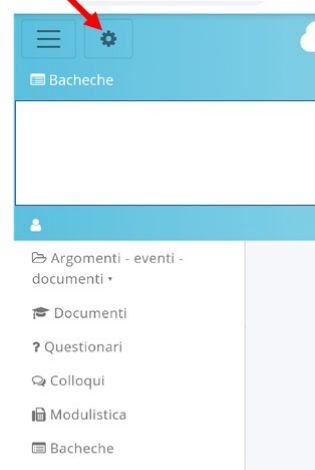 Bacheche
Argomenti - eventi -
documenti
Documenti
? Questionari
Colloqui
Modulistica
Bacheche